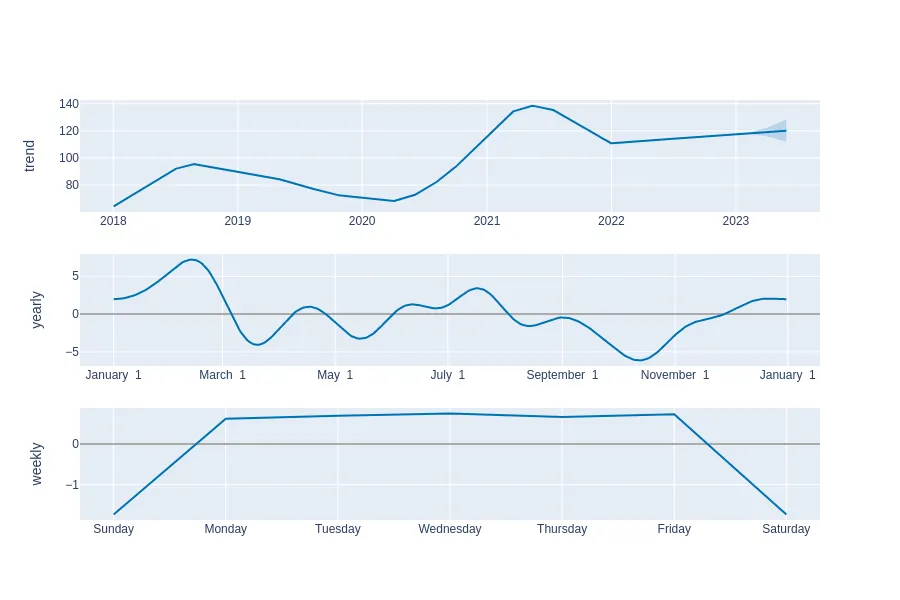 140
120
100
80
trend
2018 2019 2020 2021 2022 2023
5
0
−5
yearly
January 1 March 1 May 1 July 1 September 1 November 1 January 1
0
−1
weekly
Sunday Monday Tuesday Wednesday Thursday Friday Saturday